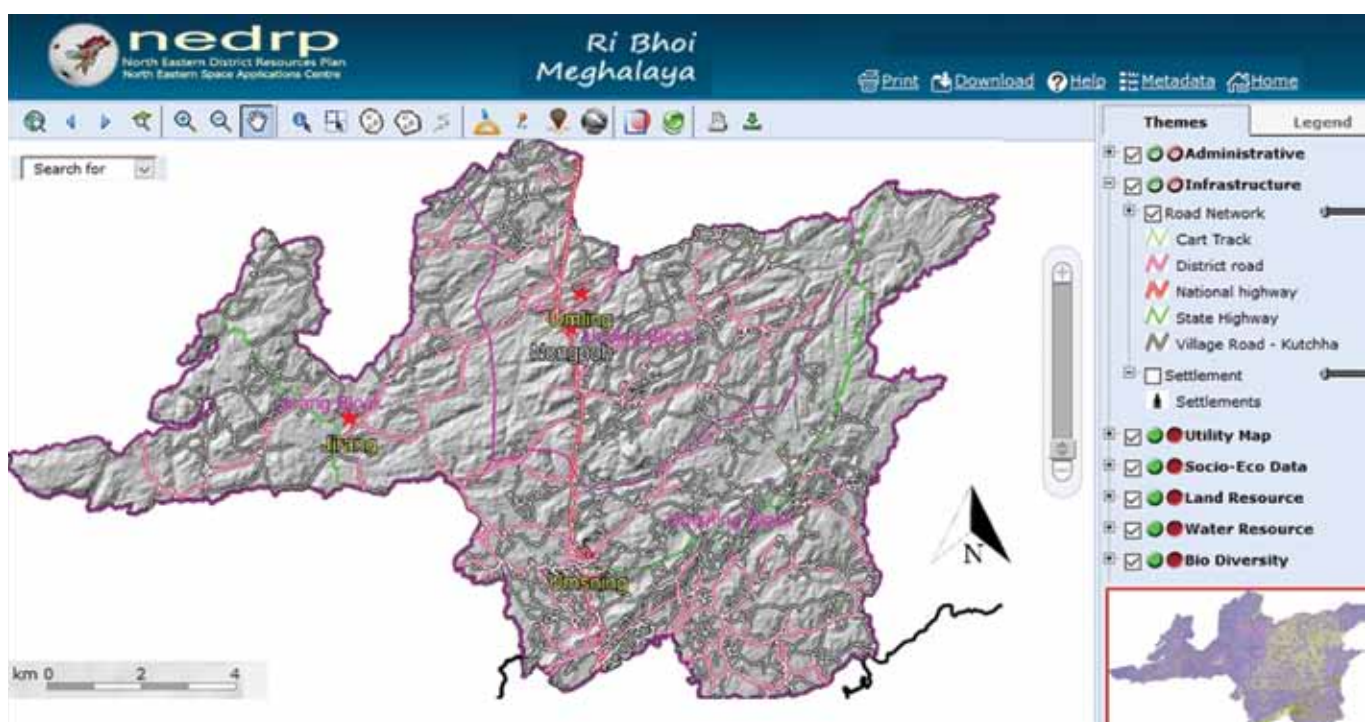 nedrp
North Eastern District Resources Plan
North Eastern Space Applications Centre
Ri Bhoi
Meghalaya
Print Download Help Metadata Home
Search for
Themes Legend
Administrative
Infrastructure
Road Network
Cart Track
District road
National highway
State Highway
Village Road - Kutchha
Settlement
Settlements
Utility Map
Socio-Eco Data
Land Resource
Water Resource
Bio Diversity
Umling
Nongpoh
Jirang
Umsning
N
km 0 2 4